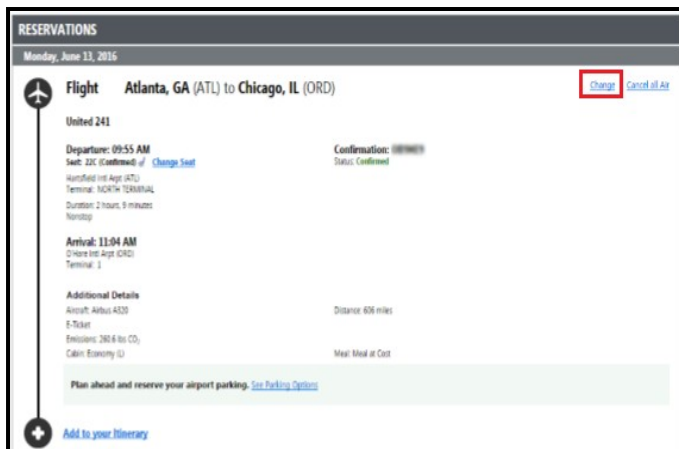 RESERVATIONS
Monday, June 13, 2016
Flight Atlanta, GA (ATL) to Chicago, IL (ORD) Change Cancel all Air
United 241
Departure: 09:55 AM Confirmation:
Seat: 22C (Confirmed) Change Seat Status: Confirmed
Hartsfield Intl Arpt (ATL)
Terminal: NORTH TERMINAL
Duration: 2 hours, 9 minutes
Nonstop
Arrival: 11:04 AM
O'Hare Intl Arpt (ORD)
Terminal: 1
Additional Details
Aircraft: Airbus A320 Distance: 606 miles
E-Ticket
Emissions: 260.6 lbs CO₂
Cabin: Economy (L) Meal: Meal at Cost
Plan ahead and reserve your airport parking. See Parking Options
Add to your Itinerary